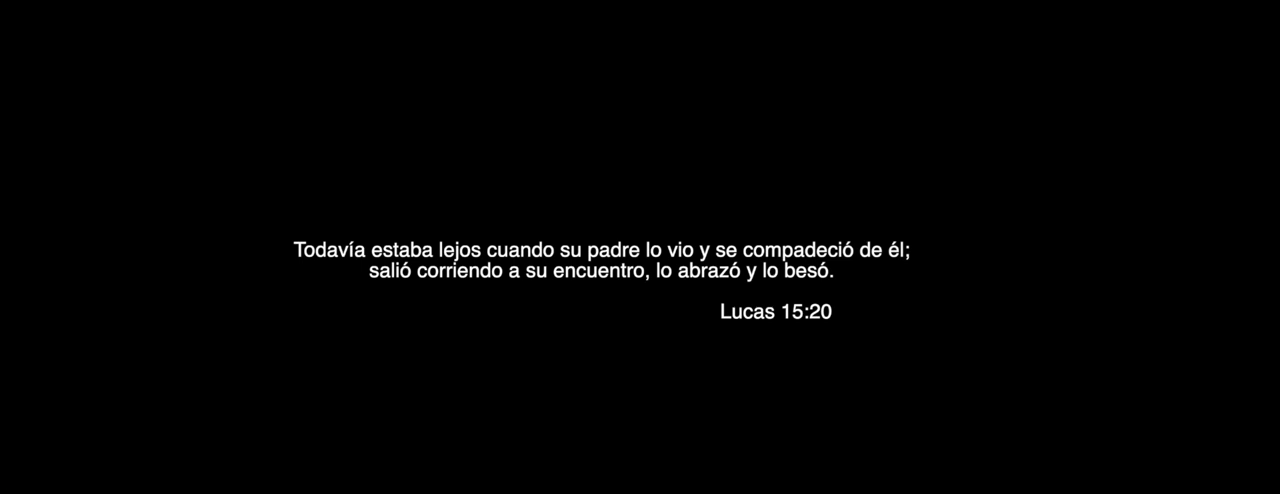 Todavía estaba lejos cuando su padre lo vio y se compadeció de él;
salió corriendo a su encuentro, lo abrazó y lo besó.
Lucas 15:20